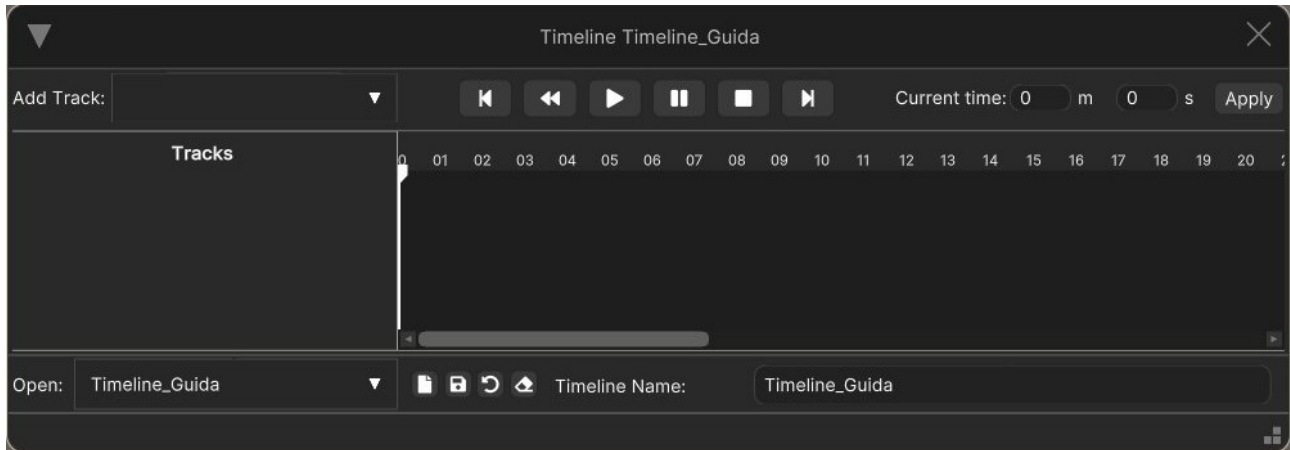 Timeline Timeline_Guida
Add Track:
Current time: 0 m 0 s Apply
Tracks
0 01 02 03 04 05 06 07 08 09 10 11 12 13 14 15 16 17 18 19 20
Open: Timeline_Guida
Timeline Name: Timeline_Guida